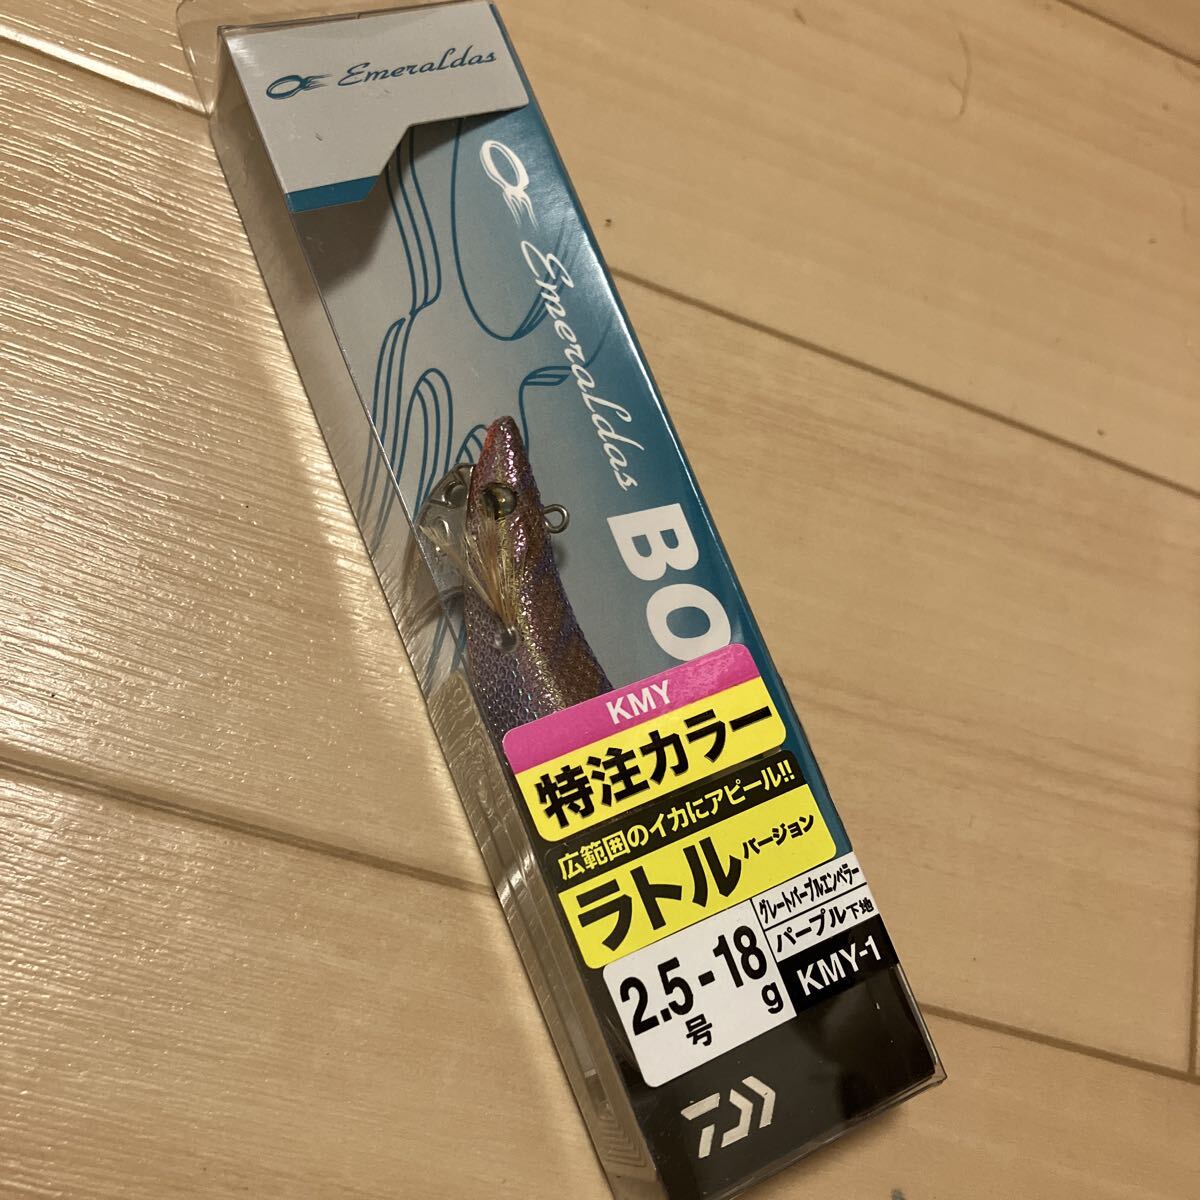 Emeraldas
Emeraldas
BO
KMY
特注カラー
広範囲のイカにアピール!!
ラトルバージョン
2.5号-18g
グレートパープルエンペラー
パープル下地
KMY-1